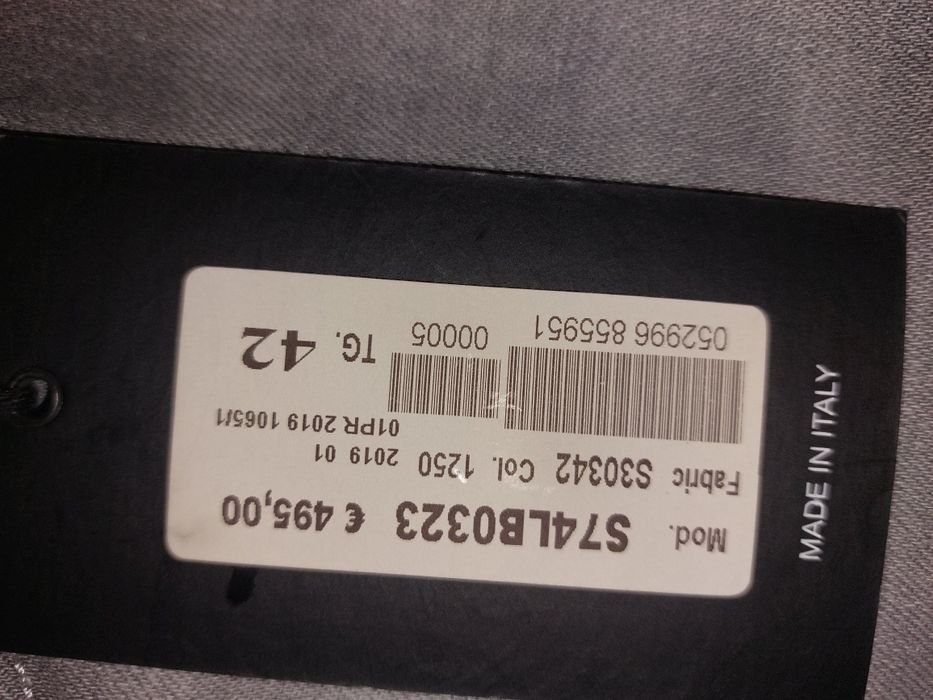 Mod. S74LB0323 € 495,00
Fabric S30342 Col. 1250 2019 01
01PR 2019 1065/1
052996 855951 00005 TG. 42
MADE IN ITALY